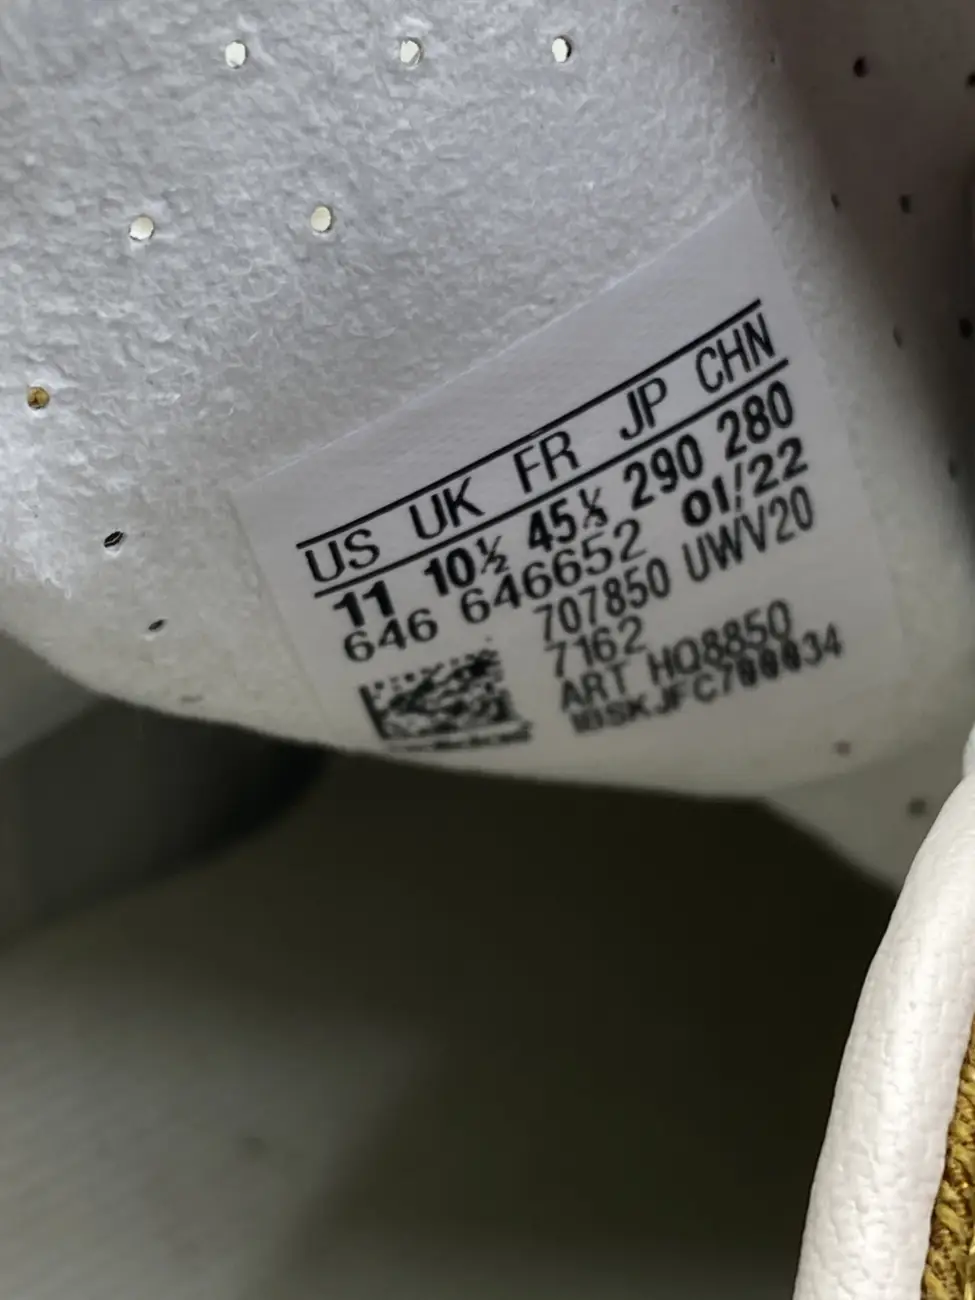 US UK FR JP CHN
11 10½ 45⅓ 290 280
646 646652 01/22
707850 UWV20
7162
ART HQ8850